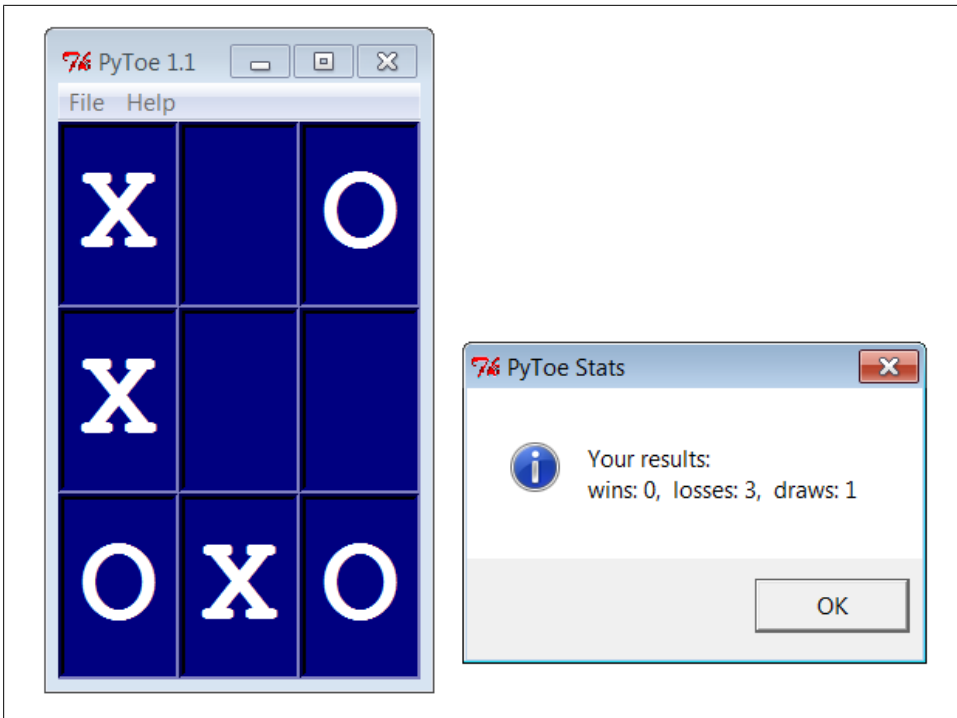 PyToe 1.1
File Help
X O
X
O X O
PyToe Stats
Your results:
wins: 0, losses: 3, draws: 1
OK